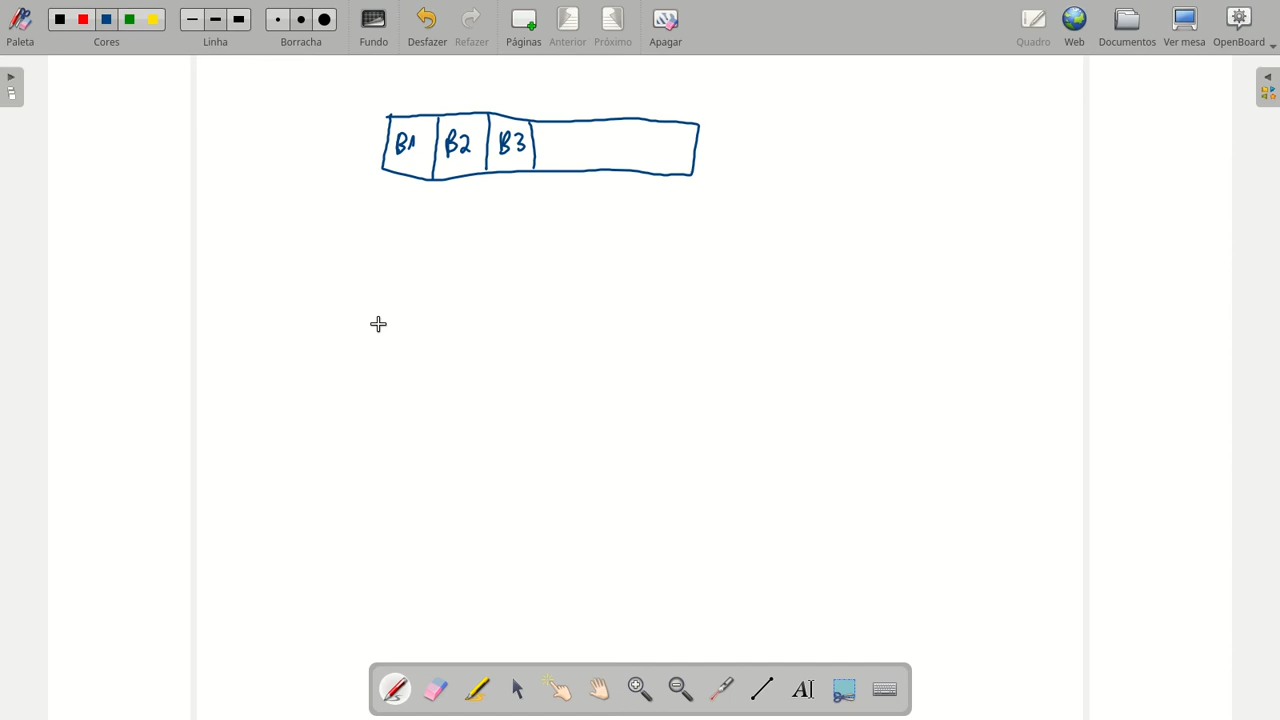 Paleta Cores Linha Borracha Fundo Desfazer Refazer Páginas Anterior Próximo Apagar Quadro Web Documentos Ver mesa OpenBoard
B1 B2 B3
AI